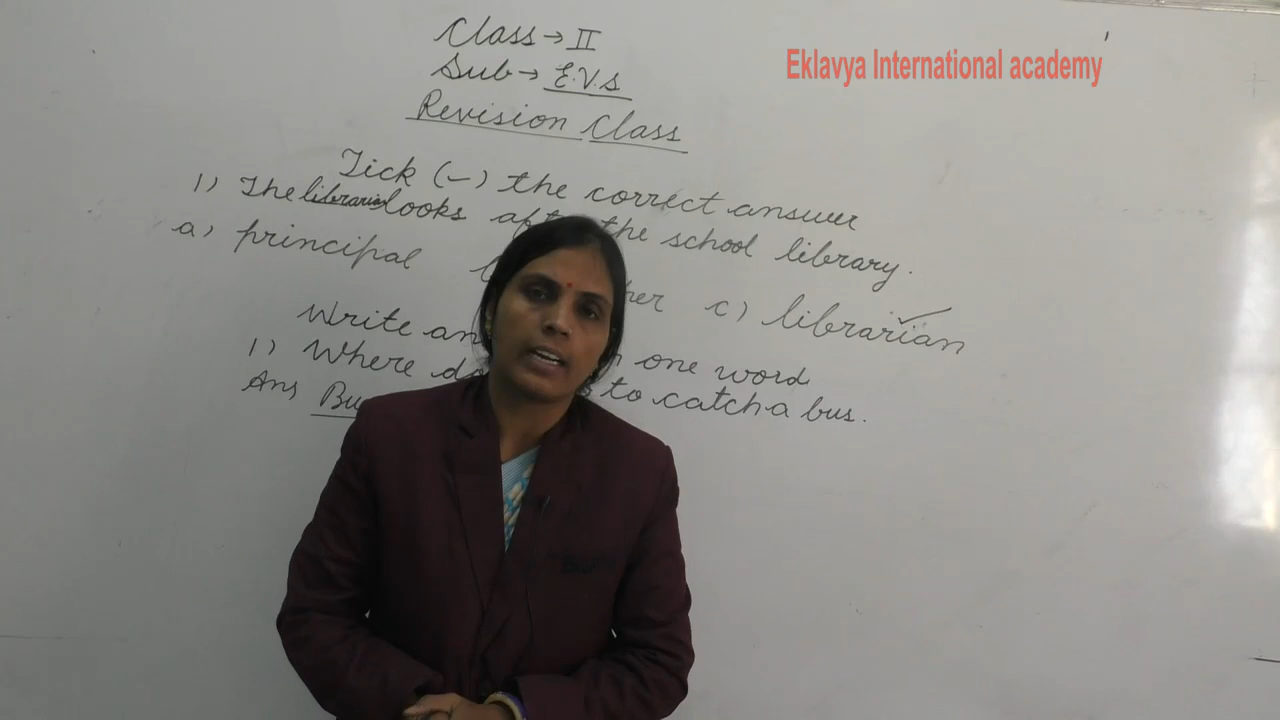 Class → II
Eklavya International academy
Sub → E.V.S
Revision Class
Tick (✓) the correct answer
1) The librarian looks the school library.
a) principal c) librarian ✓
Write one word
1) Where to catch a bus.
Ans